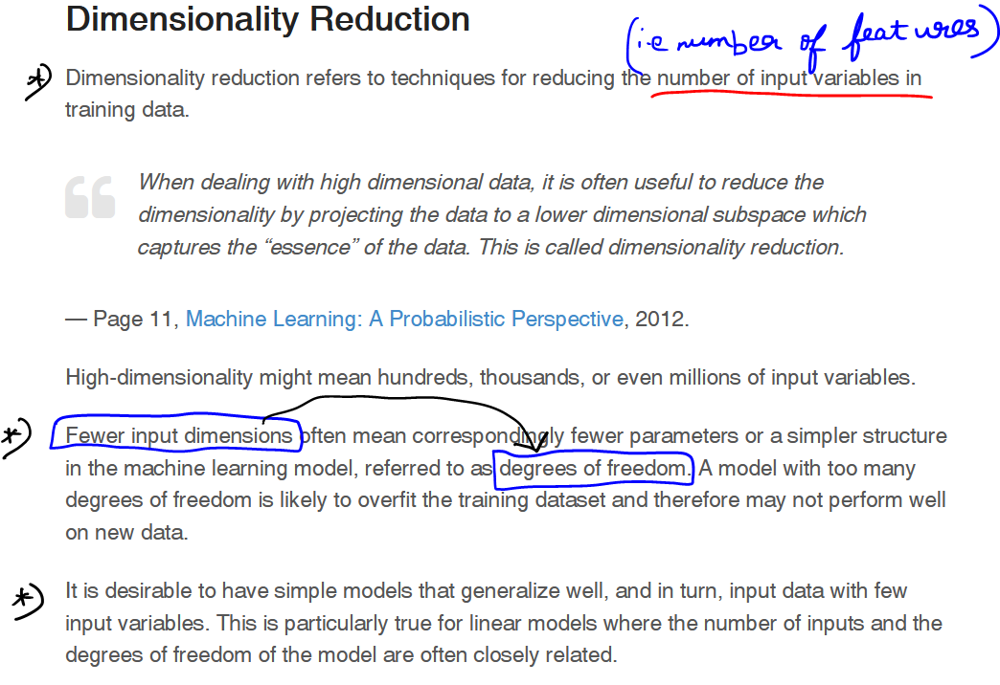 Dimensionality Reduction
(i.e number of features)
*) Dimensionality reduction refers to techniques for reducing the number of input variables in
training data.
When dealing with high dimensional data, it is often useful to reduce the
dimensionality by projecting the data to a lower dimensional subspace which
captures the “essence” of the data. This is called dimensionality reduction.
— Page 11, Machine Learning: A Probabilistic Perspective, 2012.
High-dimensionality might mean hundreds, thousands, or even millions of input variables.
*) Fewer input dimensions often mean correspondingly fewer parameters or a simpler structure
in the machine learning model, referred to as degrees of freedom. A model with too many
degrees of freedom is likely to overfit the training dataset and therefore may not perform well
on new data.
*) It is desirable to have simple models that generalize well, and in turn, input data with few
input variables. This is particularly true for linear models where the number of inputs and the
degrees of freedom of the model are often closely related.